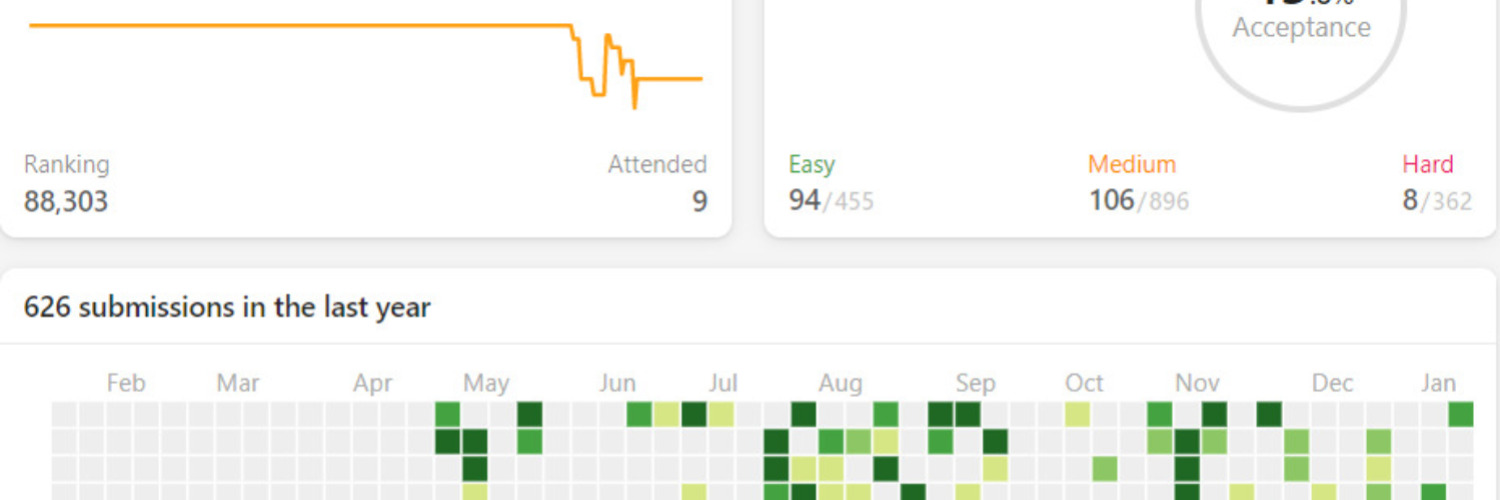 Acceptance
Ranking
Attended
88,303
9
Easy
Medium
Hard
94/455
106/896
8/362
626 submissions in the last year
Feb Mar Apr May Jun Jul Aug Sep Oct Nov Dec Jan